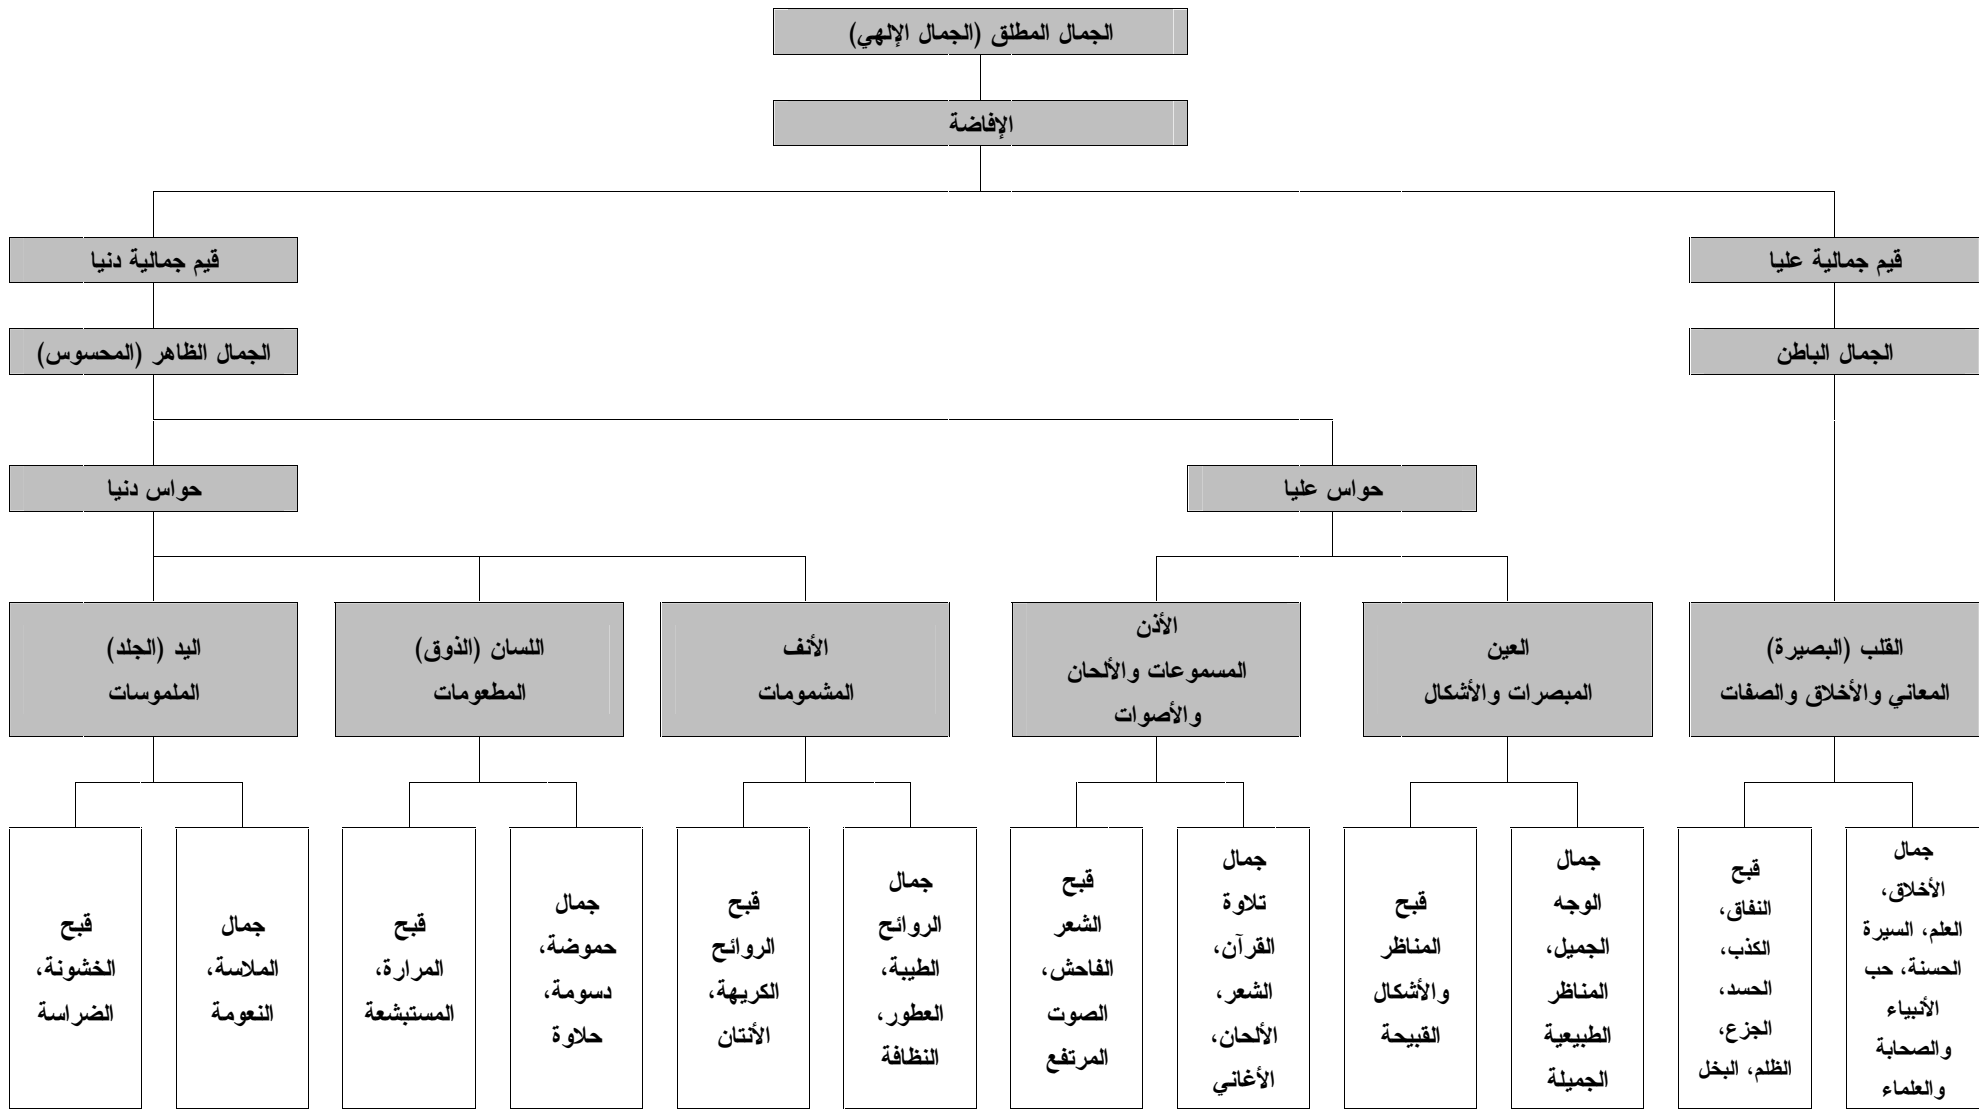 الجمال المطلق (الجمال الإلهي)
الإفاضة
قيم جمالية عليا
قيم جمالية دنيا
الجمال الباطن
الجمال الظاهر (المحسوس)
حواس عليا
حواس دنيا
القلب (البصيرة)
المعاني والأخلاق والصفات
العين
المبصرات والأشكال
الأذن
المسموعات والألحان
والأصوات
الأنف
المشمومات
اللسان (الذوق)
المطعومات
اليد (الجلد)
الملموسات
جمال
الأخلاق،
العلم، السيرة
الحسنة، حب
الأنبياء
والصحابة
والعلماء
قبح
النفاق،
الكذب،
الحسد،
الجزع،
الظلم، البخل
جمال
الوجه
الجميل،
المناظر
الطبيعية
الجميلة
قبح
المناظر
والأشكال
القبيحة
جمال
تلاوة
القرآن،
الشعر،
الألحان،
الأغاني
قبح
الشعر
الفاحش،
الصوت
المرتفع
جمال
الروائح
الطيبة،
العطور،
النظافة
قبح
الروائح
الكريهة،
الأنتان
جمال
حموضة،
دسومة،
حلاوة
قبح
المرارة،
المستبشعة
جمال
الملاسة،
النعومة
قبح
الخشونة،
الضراسة